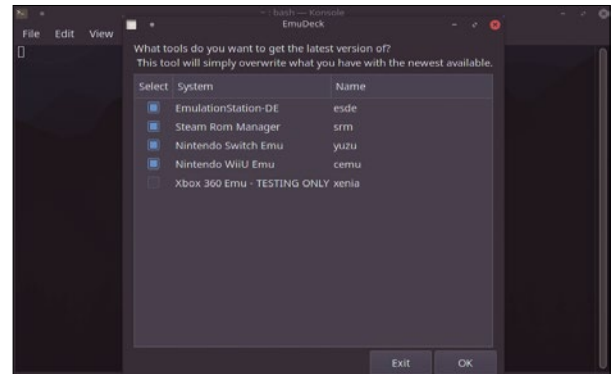 ~ : bash — Konsole
EmuDeck
File Edit View
What tools do you want to get the latest version of?
This tool will simply overwrite what you have with the newest available.
Select System Name
EmulationStation-DE esde
Steam Rom Manager srm
Nintendo Switch Emu yuzu
Nintendo WiiU Emu cemu
Xbox 360 Emu - TESTING ONLY xenia
Exit OK